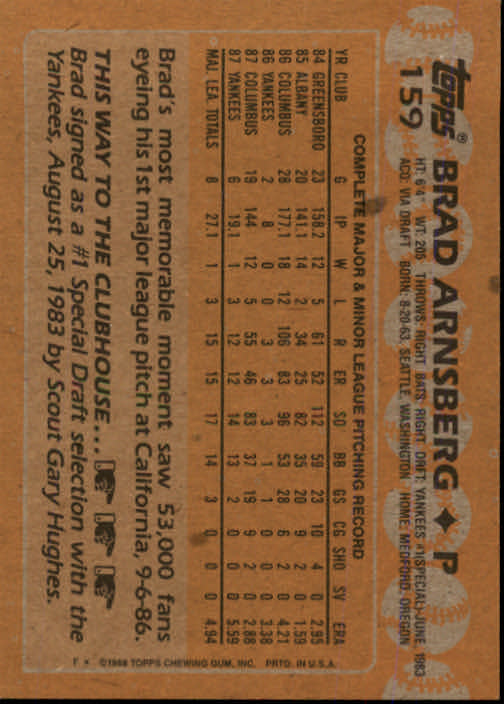 topps® BRAD ARNSBERG ◆ P
159 HT: 6'4" WT: 205 THROWS: RIGHT BATS: RIGHT DRAFT: YANKEES #1(SPECIAL)-JUNE, 1983
ACQ: VIA DRAFT BORN: 8-20-63, SEATTLE, WASHINGTON HOME: MEDFORD, OREGON
COMPLETE MAJOR & MINOR LEAGUE PITCHING RECORD
YR CLUB G IP W L R ER SO BB GS CG SHO SV ERA
84 GREENSBORO 23 158.2 12 5 61 52 112 59 23 10 4 0 2.95
85 ALBANY 20 141.1 14 2 34 25 82 35 20 9 2 0 1.59
86 COLUMBUS 28 177.1 18 12 106 83 96 53 28 6 2 0 4.21
86 YANKEES 2 8 0 0 3 3 3 1 1 0 0 0 3.38
87 COLUMBUS 19 144 12 5 55 46 83 37 19 9 2 0 2.88
87 YANKEES 6 19.1 1 3 12 12 14 13 2 0 0 0 5.59
MAJ. LEA. TOTALS 8 27.1 1 3 15 15 17 14 3 0 0 0 4.94
Brad's most memorable moment saw 53,000 fans
eyeing his 1st major league pitch at California, 9-6-86.
THIS WAY TO THE CLUBHOUSE...
Brad signed as a #1 Special Draft selection with the
Yankees, August 25, 1983 by Scout Gary Hughes.
F * ©1988 TOPPS CHEWING GUM, INC. PRTD. IN U.S.A.